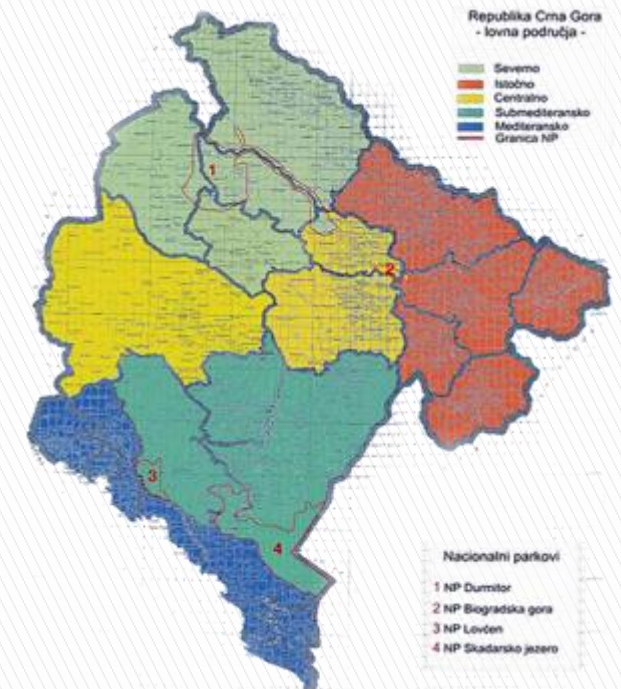 Republika Crna Gora
- lovna područja -
Severno
Istočno
Centralno
Submediteransko
Mediteransko
Granica NP
1
2
3
4
Nacionalni parkovi
1 NP Durmitor
2 NP Biogradska gora
3 NP Lovćen
4 NP Skadarsko jezero